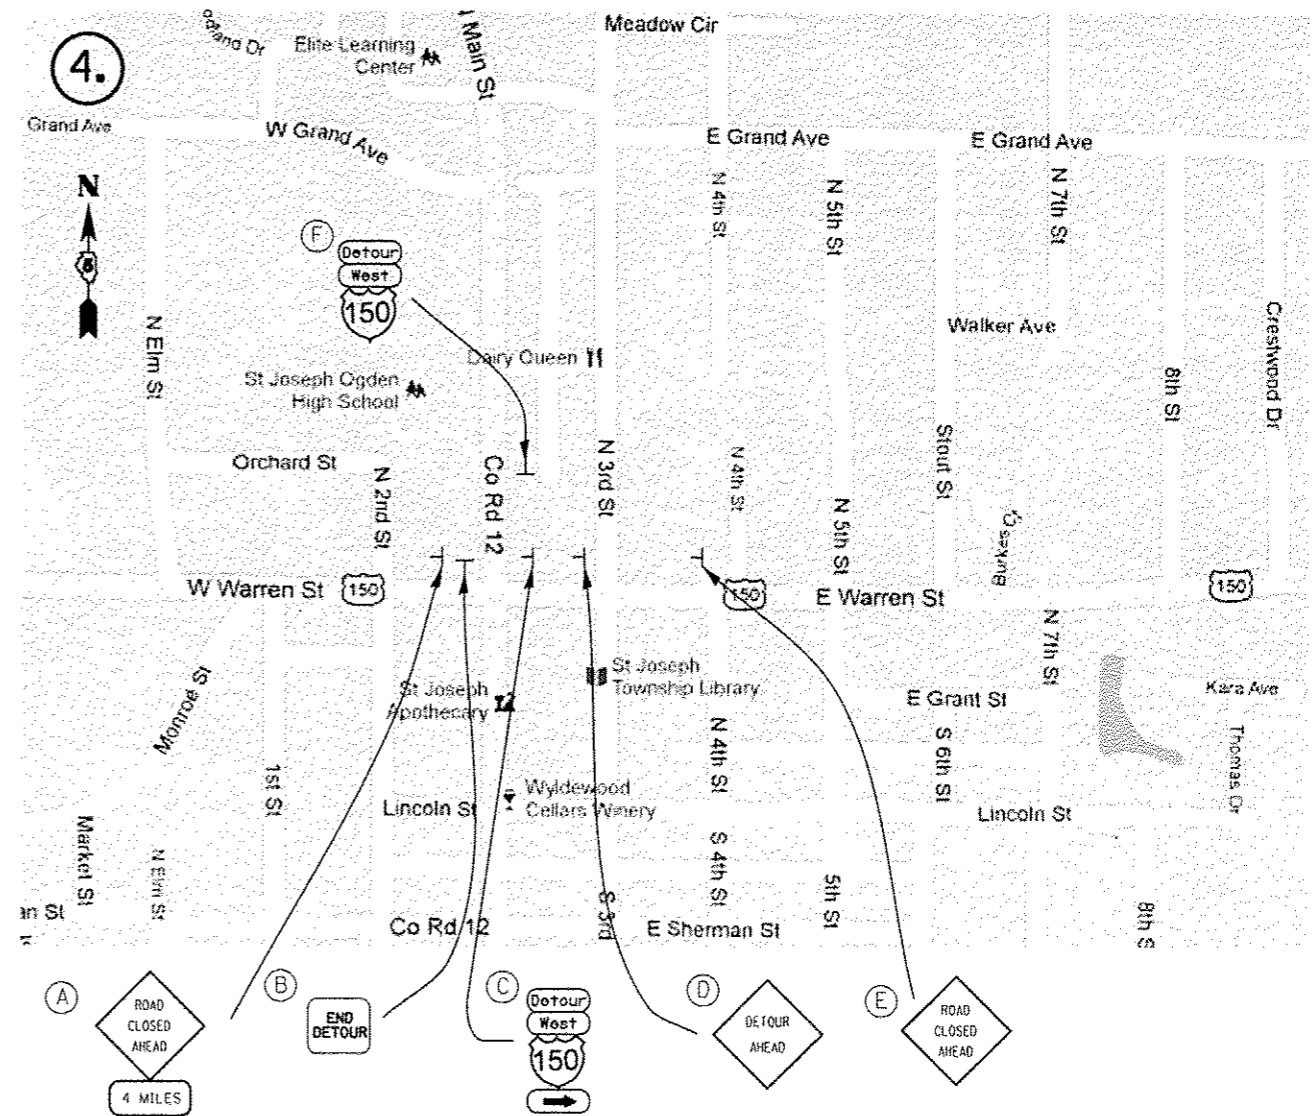 4.
Meadow Cir
Elite Learning
Center
Main St
Grand Ave
W Grand Ave
E Grand Ave
E Grand Ave
N
N 4th St
N 5th St
N 7th St
F
Detour
West
150
N Elm St
Dairy Queen
Walker Ave
Crestwood Dr
St Joseph Ogden
High School
8th St
Orchard St
N 2nd St
Co Rd 12
N 3rd St
N 4th St
Stout St
N 5th St
W Warren St
150
150
E Warren St
150
N 7th St
Monroe St
St Joseph
Apothecary
St Joseph
Township Library
E Grant St
Kara Ave
1st St
N 4th St
S 6th St
Thomas Dr
Lincoln St
Wyldewood
Cellars Winery
Lincoln St
Market St
N Elm St
S 4th St
5th St
an St
Co Rd 12
S 3rd
E Sherman St
A
ROAD
CLOSED
AHEAD
4 MILES
B
END
DETOUR
C
Detour
West
150
D
DETOUR
AHEAD
E
ROAD
CLOSED
AHEAD